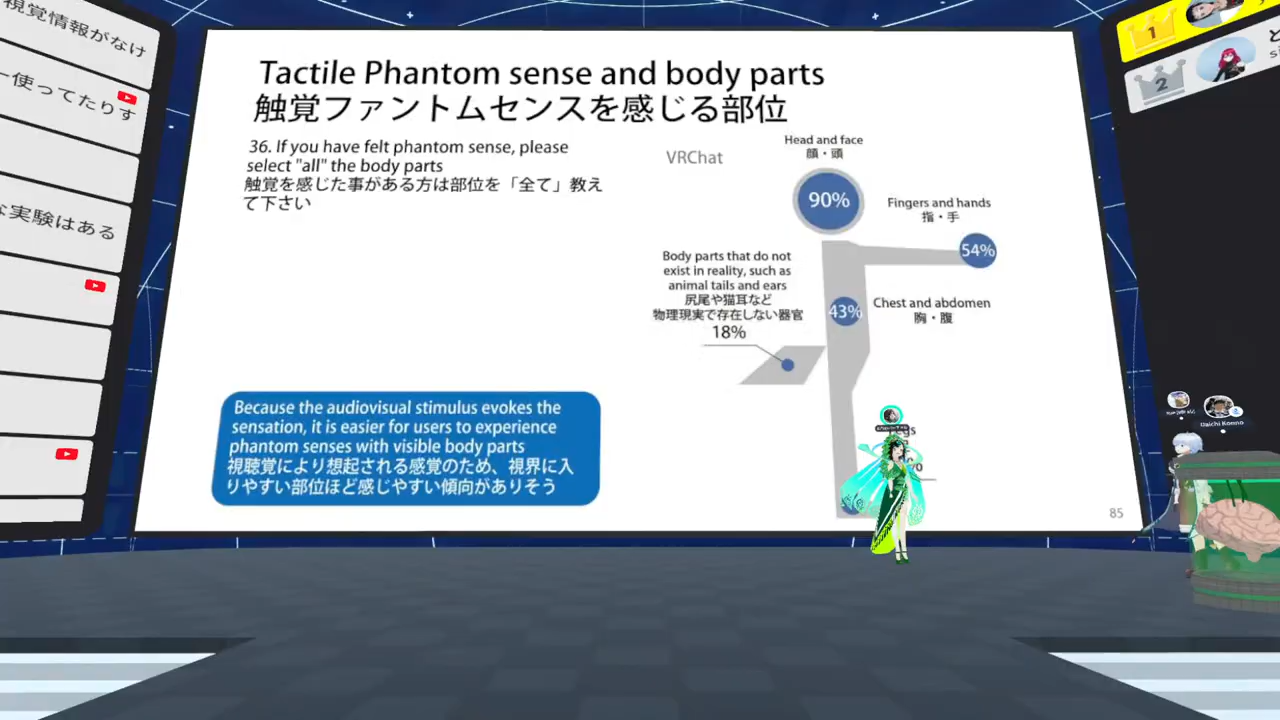 視覚情報がなけ
ー使ってたりす
な実験はある
Tactile Phantom sense and body parts
触覚ファントムセンスを感じる部位
36. If you have felt phantom sense, please
select "all" the body parts
触覚を感じた事がある方は部位を「全て」教え
て下さい
VRChat
Head and face
顔・頭
90%
Fingers and hands
指・手
54%
Body parts that do not
exist in reality, such as
animal tails and ears
尻尾や猫耳など
物理現実で存在しない器官
18%
43%
Chest and abdomen
胸・腹
Because the audiovisual stimulus evokes the
sensation, it is easier for users to experience
phantom senses with visible body parts
視聴覚により想起される感覚のため、視界に入
りやすい部位ほど感じやすい傾向がありそう
85
1
2